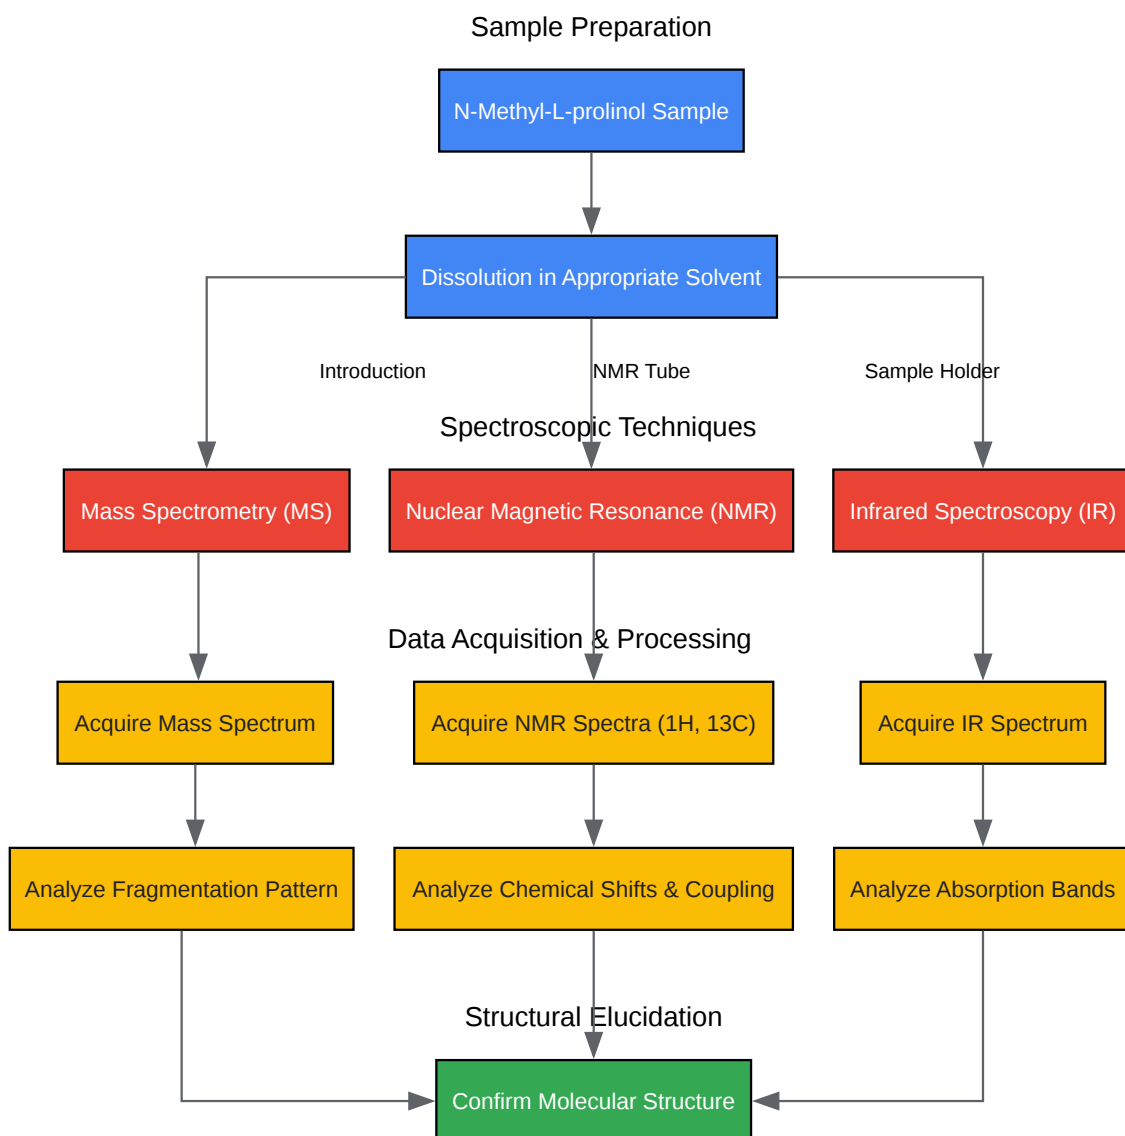 Sample Preparation
N-Methyl-L-prolinol Sample
Dissolution in Appropriate Solvent
Introduction
NMR Tube
Sample Holder
Spectroscopic Techniques
Mass Spectrometry (MS)
Nuclear Magnetic Resonance (NMR)
Infrared Spectroscopy (IR)
Data Acquisition & Processing
Acquire Mass Spectrum
Acquire NMR Spectra (1H, 13C)
Acquire IR Spectrum
Analyze Fragmentation Pattern
Analyze Chemical Shifts & Coupling
Analyze Absorption Bands
Structural Elucidation
Confirm Molecular Structure